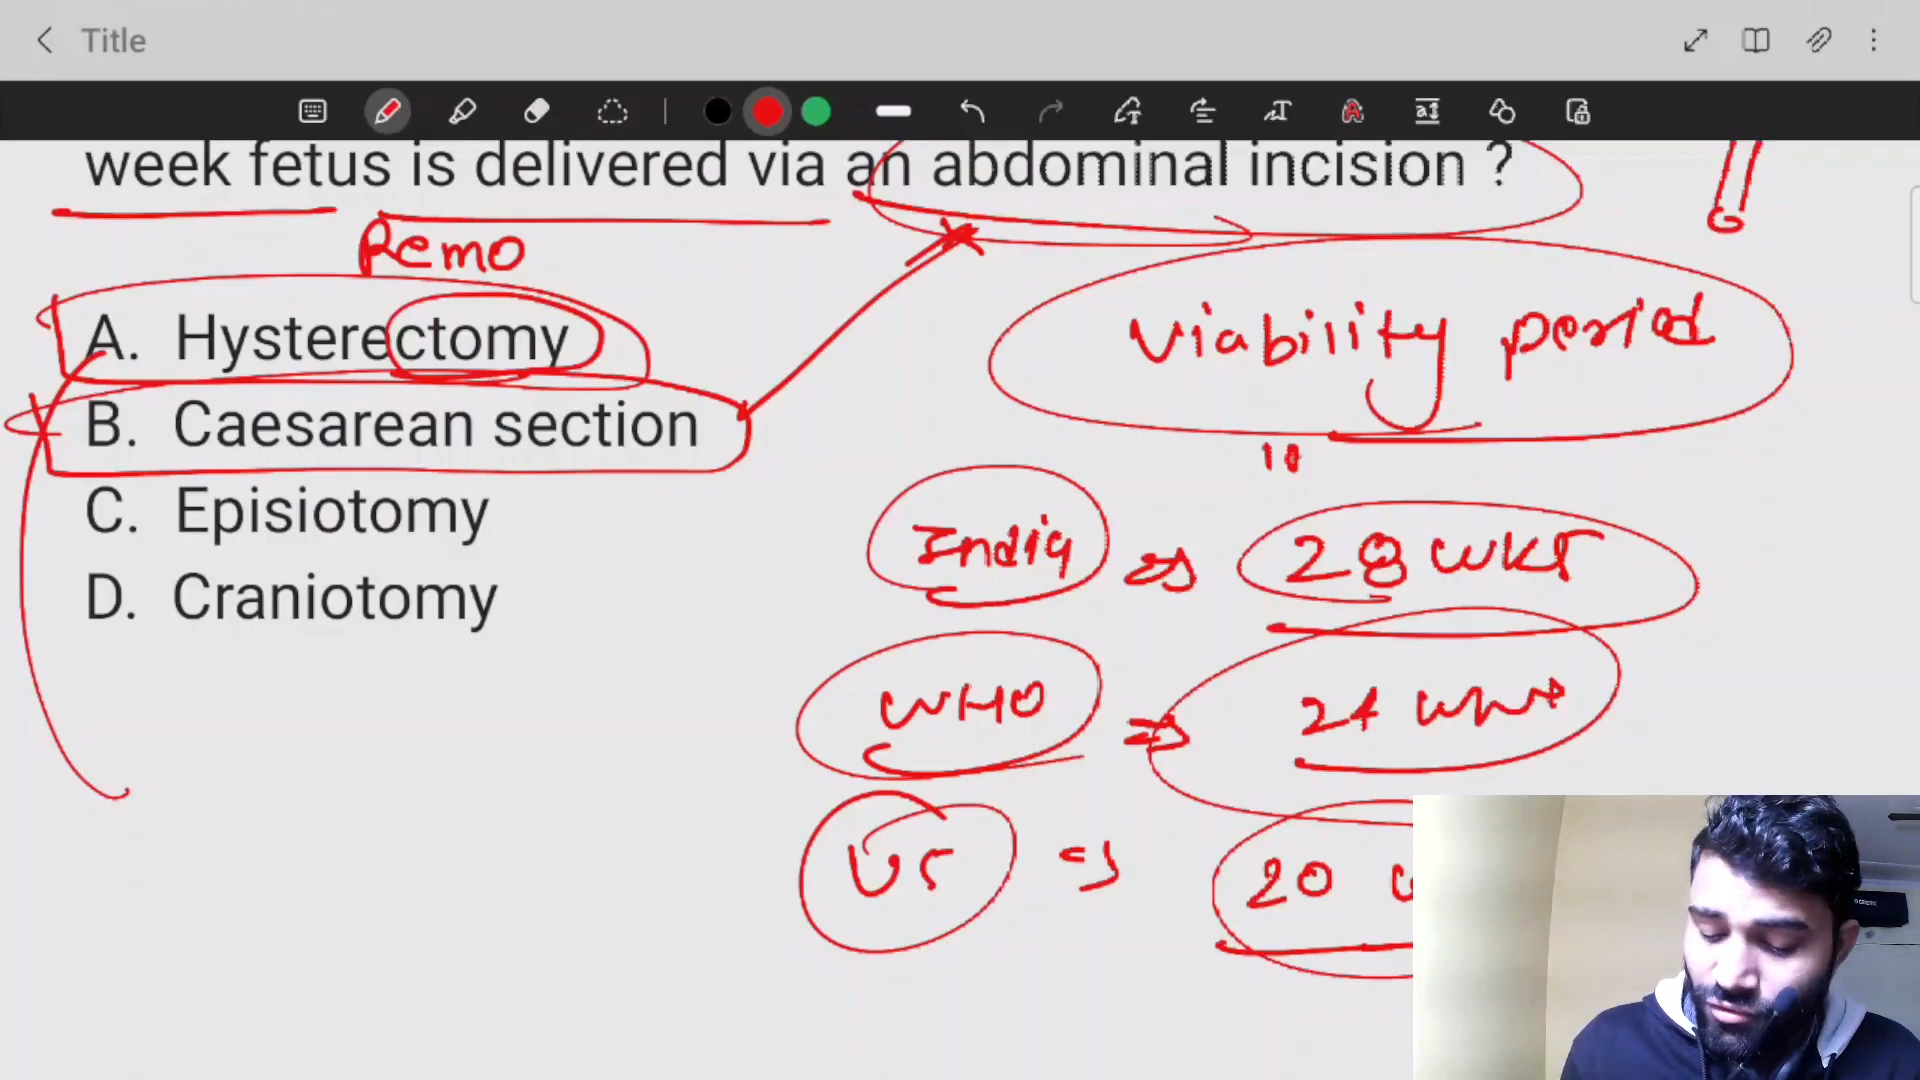 Title
week fetus is delivered via an abdominal incision ?
Remo
A. Hysterectomy
viability period
B. Caesarean section
10
C. Episiotomy
India ⇒ 28 wks
D. Craniotomy
WHO ⇒ 24
US ⇒ 20